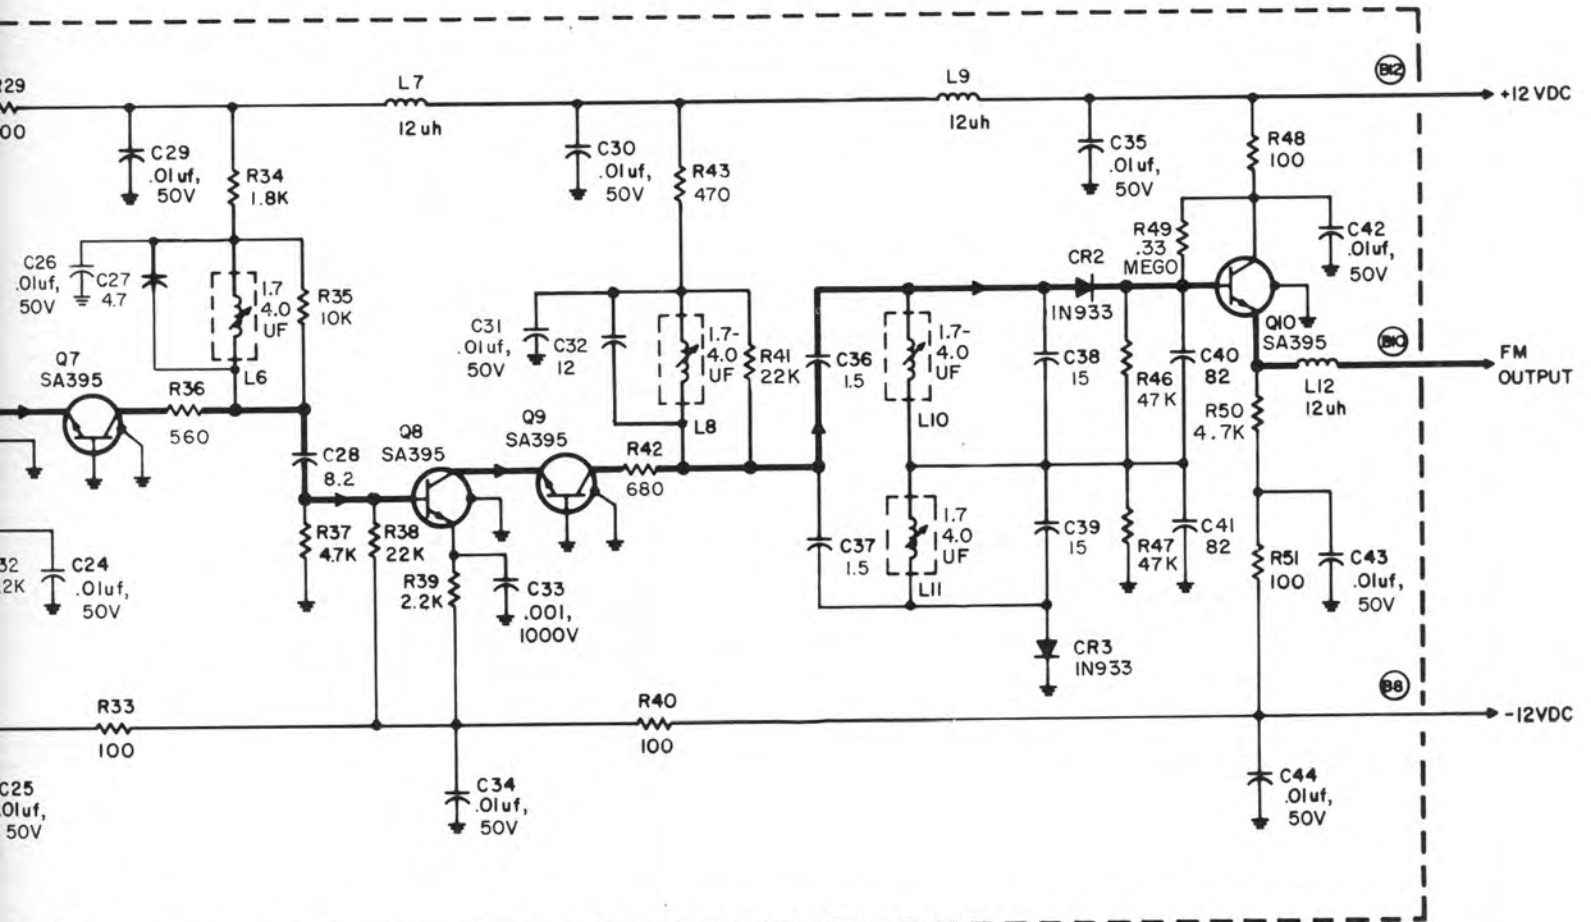 R29
00
L7
12uh
L9
12uh
B12
+12VDC
C29
.01uf,
50V
R34
1.8K
C30
.01uf,
50V
R43
470
C35
.01uf,
50V
R48
100
C26
.01uf,
50V
C27
4.7
1.7
4.0
UF
L6
R35
10K
C31
.01uf,
50V
C32
12
1.7-
4.0
UF
L8
R41
22K
C36
1.5
1.7-
4.0
UF
L10
CR2
1N933
R49
.33
MEGO
C42
.01uf,
50V
Q10
SA395
B10
FM
OUTPUT
L12
12uh
Q7
SA395
R36
560
C28
8.2
Q8
SA395
Q9
SA395
R42
680
C38
15
R46
47K
C40
82
R50
4.7K
R37
4.7K
R38
22K
R39
2.2K
C33
.001,
1000V
C37
1.5
1.7
4.0
UF
L11
C39
15
R47
47K
C41
82
R51
100
C43
.01uf,
50V
32
2K
C24
.01uf,
50V
CR3
1N933
B8
-12VDC
R33
100
R40
100
C25
.01uf,
50V
C34
.01uf,
50V
C44
.01uf,
50V